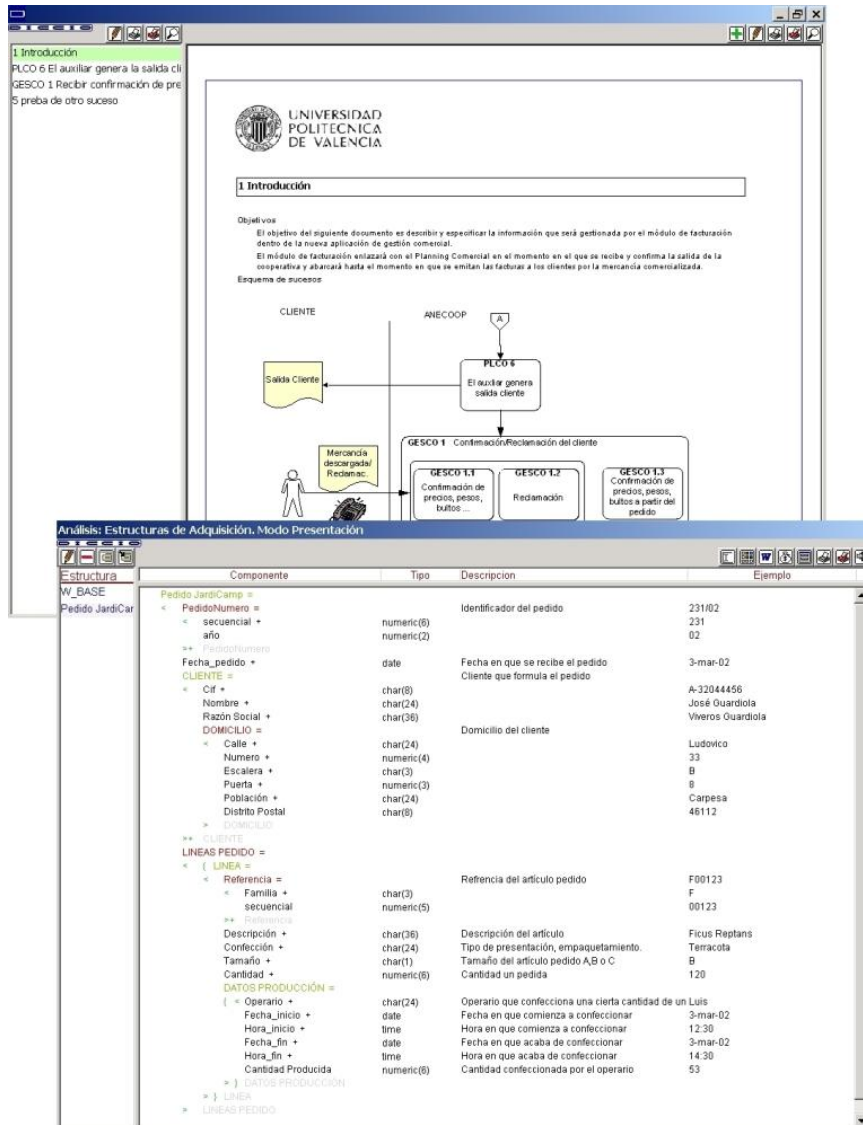 1 Introducción
PLCO 6 El auxiliar genera la salida cli
GESCO 1 Recibir confirmación de pre
5 preba de otro suceso
UNIVERSIDAD
POLITECNICA
DE VALENCIA
1 Introducción
Objetivos
El objetivo del siguiente documento es describir y especificar la información que será gestionada por el módulo de facturación
dentro de la nueva aplicación de gestión comercial.
El módulo de facturación enlazará con el Planning Comercial en el momento en el que se recibe y confirma la salida de la
cooperativa y abarcará hasta el momento en que se emitan las facturas a los clientes por la mercancía comercializada.
Esquema de sucesos
CLIENTE ANECOOP A
PLCO 6
Salida Cliente El auxiliar genera
salida cliente
GESCO 1 Confirmación/Reclamación del cliente
Mercancía
descargada/
Reclamac.
GESCO 1.1
Confirmación de
precios, pesos,
bultos ...
GESCO 1.2
Reclamación
GESCO 1.3
Confirmación de
precios, pesos,
bultos a partir del
pedido
Análisis: Estructuras de Adquisición. Modo Presentación
Estructura Componente Tipo Descripcion Ejemplo
W_BASE
Pedido JardiCar
Pedido JardiCamp =
< PedidoNumero = Identificador del pedido 231/02
< secuencial + numeric(6) 231
año numeric(2) 02
>+ PedidoNumero
Fecha_pedido + date Fecha en que se recibe el pedido 3-mar-02
CLIENTE = Cliente que formula el pedido
< Cif + char(8) A-32044456
Nombre + char(24) José Guardiola
Razón Social + char(36) Viveros Guardiola
DOMICILIO = Domicilio del cliente
< Calle + char(24) Ludovico
Numero + numeric(4) 33
Escalera + char(3) B
Puerta + numeric(3) 8
Población + char(24) Carpesa
Distrito Postal char(8) 46112
> DOMICILIO
>+ CLIENTE
LINEAS PEDIDO =
< { LINEA =
< Referencia = Refrencia del artículo pedido F00123
< Familia + char(3) F
secuencial numeric(5) 00123
>+ Referencia
Descripción + char(36) Descripción del artículo Ficus Reptans
Confección + char(24) Tipo de presentación, empaquetamiento. Terracota
Tamaño + char(1) Tamaño del artículo pedido A,B o C B
Cantidad + numeric(6) Cantidad un pedida 120
DATOS PRODUCCIÓN =
{ < Operario + char(24) Operario que confecciona una cierta cantidad de un Luis
Fecha_inicio + date Fecha en que comienza a confeccionar 3-mar-02
Hora_inicio + time Hora en que comienza a confeccionar 12:30
Fecha_fin + date Fecha en que acaba de confeccionar 3-mar-02
Hora_fin + time Hora en que acaba de confeccionar 14:30
Cantidad Producida numeric(6) Cantidad confeccionada por el operario 53
> } DATOS PRODUCCIÓN
> } LINEA
> LINEAS PEDIDO